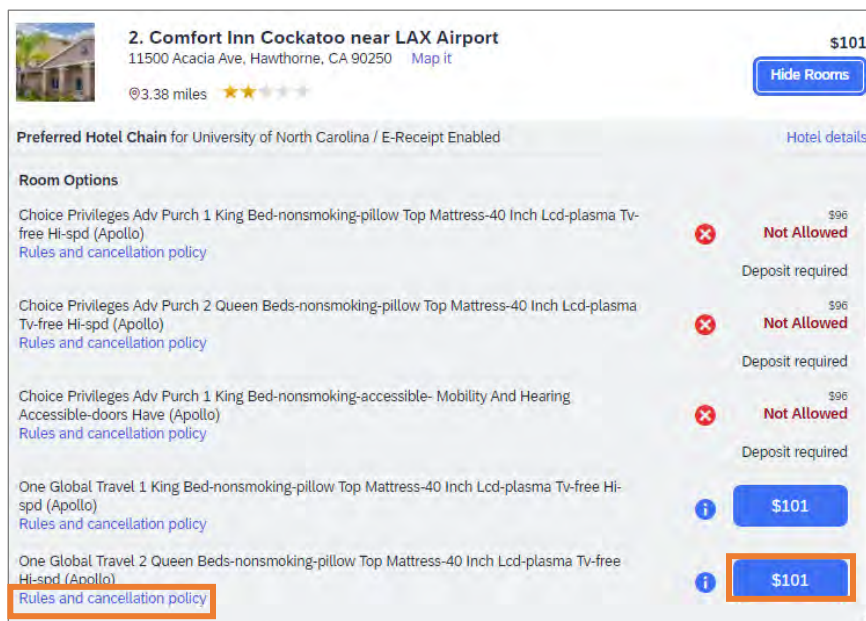 2. Comfort Inn Cockatoo near LAX Airport
$101
11500 Acacia Ave, Hawthorne, CA 90250 Map it
Hide Rooms
3.38 miles
Preferred Hotel Chain for University of North Carolina / E-Receipt Enabled
Hotel details
Room Options
Choice Privileges Adv Purch 1 King Bed-nonsmoking-pillow Top Mattress-40 Inch Lcd-plasma Tv-
free Hi-spd (Apollo)
Rules and cancellation policy
$96
Not Allowed
Deposit required
Choice Privileges Adv Purch 2 Queen Beds-nonsmoking-pillow Top Mattress-40 Inch Lcd-plasma
Tv-free Hi-spd (Apollo)
Rules and cancellation policy
$96
Not Allowed
Deposit required
Choice Privileges Adv Purch 1 King Bed-nonsmoking-accessible- Mobility And Hearing
Accessible-doors Have (Apollo)
Rules and cancellation policy
$96
Not Allowed
Deposit required
One Global Travel 1 King Bed-nonsmoking-pillow Top Mattress-40 Inch Lcd-plasma Tv-free Hi-
spd (Apollo)
Rules and cancellation policy
$101
One Global Travel 2 Queen Beds-nonsmoking-pillow Top Mattress-40 Inch Lcd-plasma Tv-free
Hi-spd (Apollo)
Rules and cancellation policy
$101